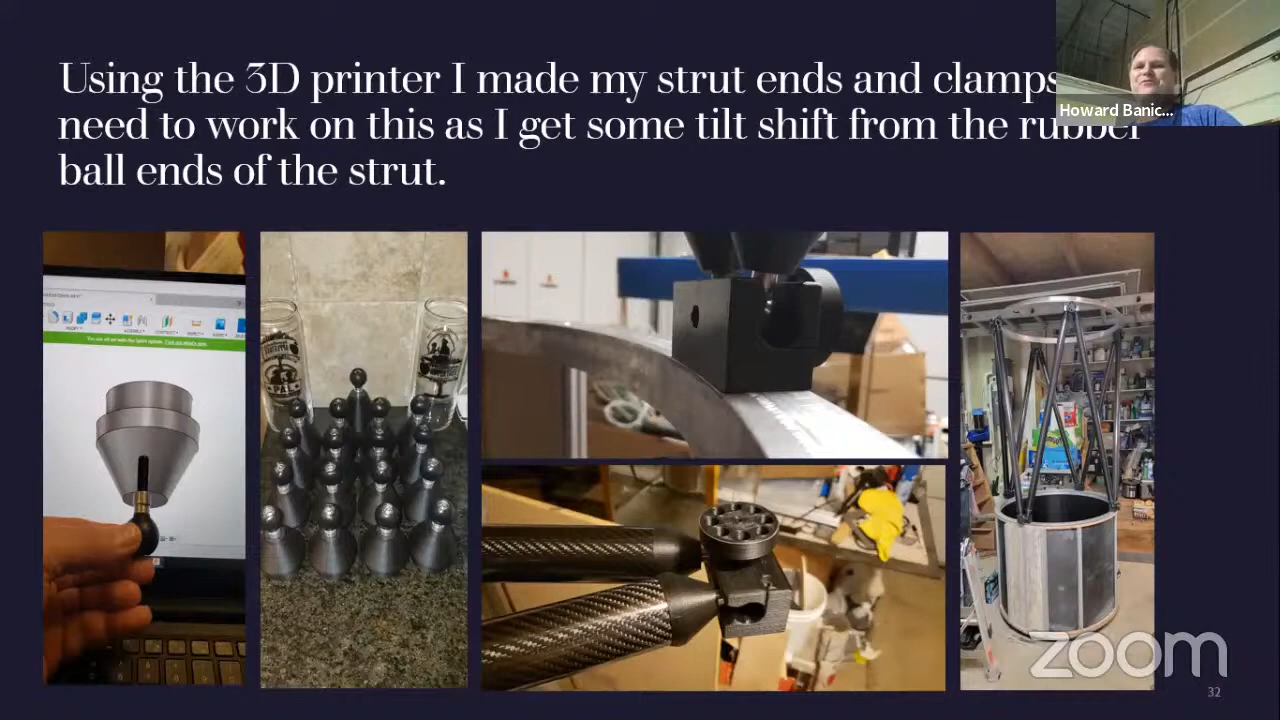 Using the 3D printer I made my strut ends and clamps
need to work on this as I get some tilt shift from the rubber
ball ends of the strut.
Howard Banic...
zoom
32